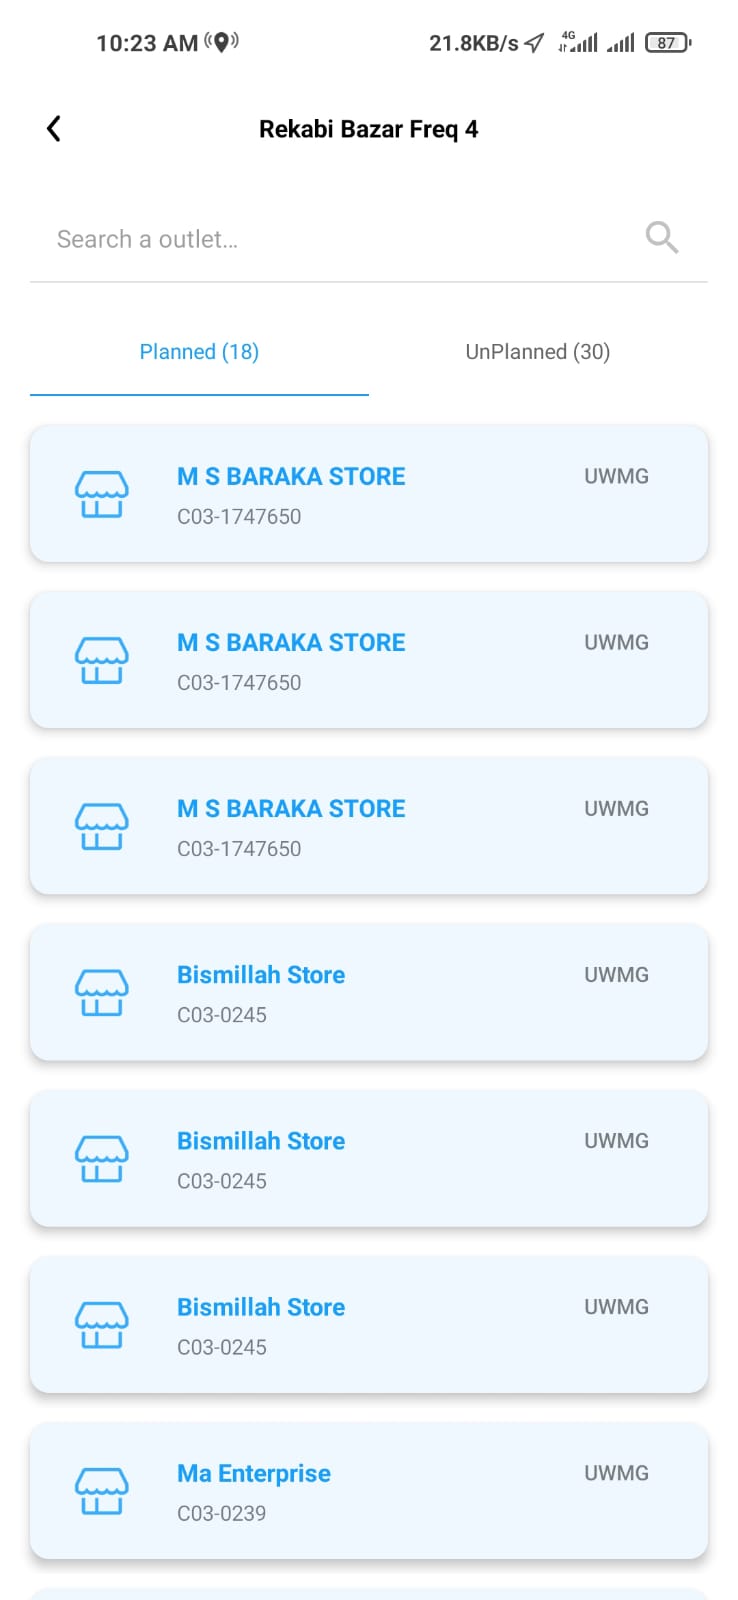 10:23 AM
21.8KB/s 4G 87
Rekabi Bazar Freq 4
Search a outlet...
Planned (18)
UnPlanned (30)
M S BARAKA STORE UWMG
C03-1747650
M S BARAKA STORE UWMG
C03-1747650
M S BARAKA STORE UWMG
C03-1747650
Bismillah Store UWMG
C03-0245
Bismillah Store UWMG
C03-0245
Bismillah Store UWMG
C03-0245
Ma Enterprise UWMG
C03-0239